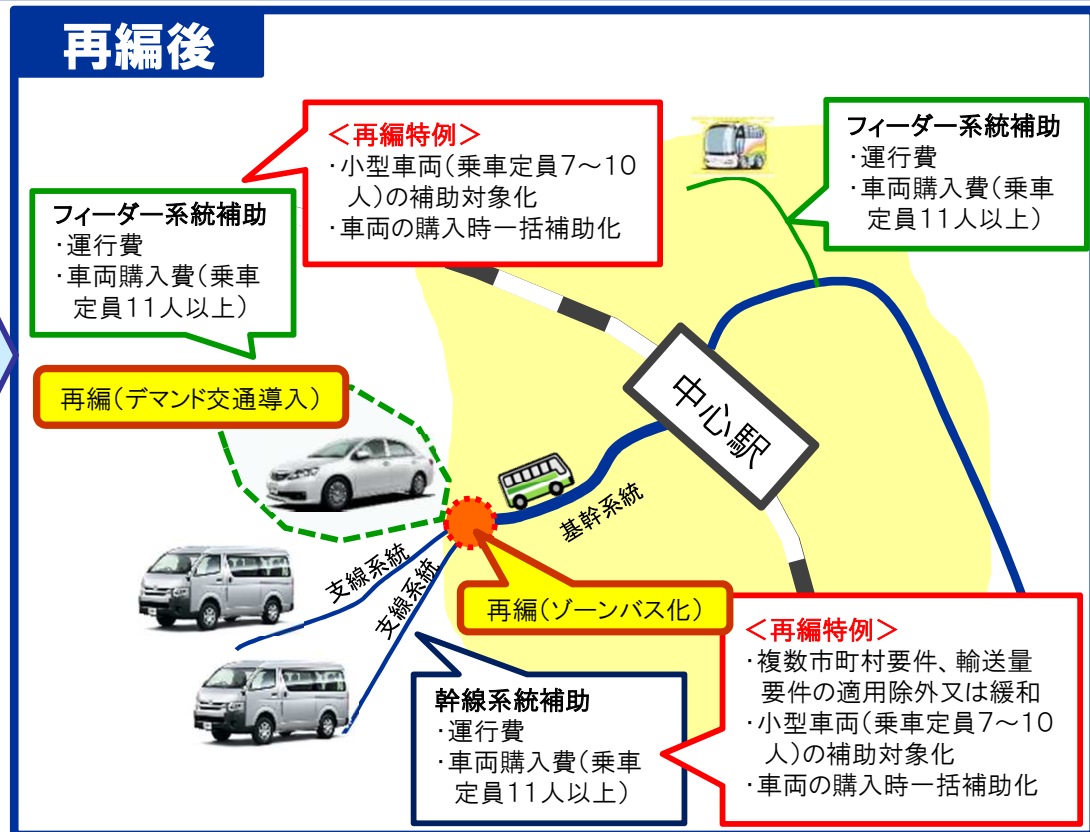 再編後
＜再編特例＞
・小型車両(乗車定員7～10
人)の補助対象化
・車両の購入時一括補助化
フィーダー系統補助
・運行費
・車両購入費(乗車
定員11人以上)
フィーダー系統補助
・運行費
・車両購入費(乗車
定員11人以上)
再編(デマンド交通導入)
中心駅
基幹系統
支線系統
支線系統
再編(ゾーンバス化)
幹線系統補助
・運行費
・車両購入費(乗車
定員11人以上)
＜再編特例＞
・複数市町村要件、輸送量
要件の適用除外又は緩和
・小型車両(乗車定員7～10
人)の補助対象化
・車両の購入時一括補助化